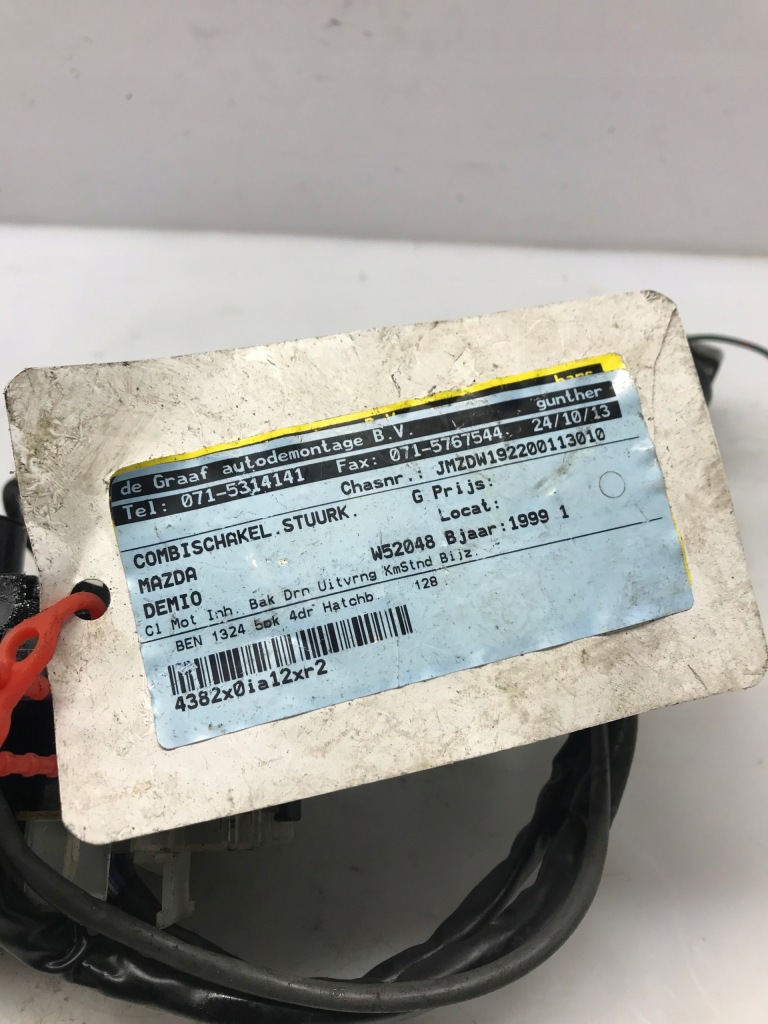 de Graaf autodemontage B.V. gunther
Tel: 071-5314141 Fax: 071-5767544. 24/10/13
Chasnr.: JMZDW192200113010
COMBISCHAKEL.STUURK. G Prijs:
MAZDA Locat:
DEMIO W52048 Bjaar:1999 1
Cl Mot Inh. Bak Drn Uitvrng KmStnd Bijz.
BEN 1324 5bk 4dr Hatchb 128
4382x0ia12xr2